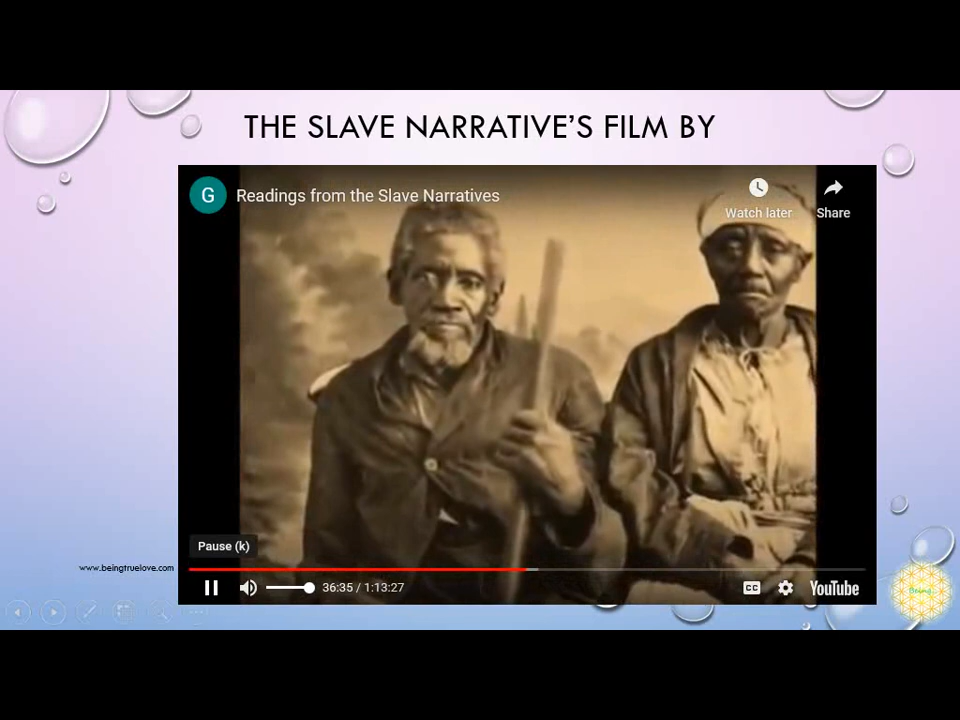 THE SLAVE NARRATIVE'S FILM BY
G
Readings from the Slave Narratives
Watch later
Share
Pause (k)
www.beingtruelove.com
36:35 / 1:13:27
CC
YouTube
Being